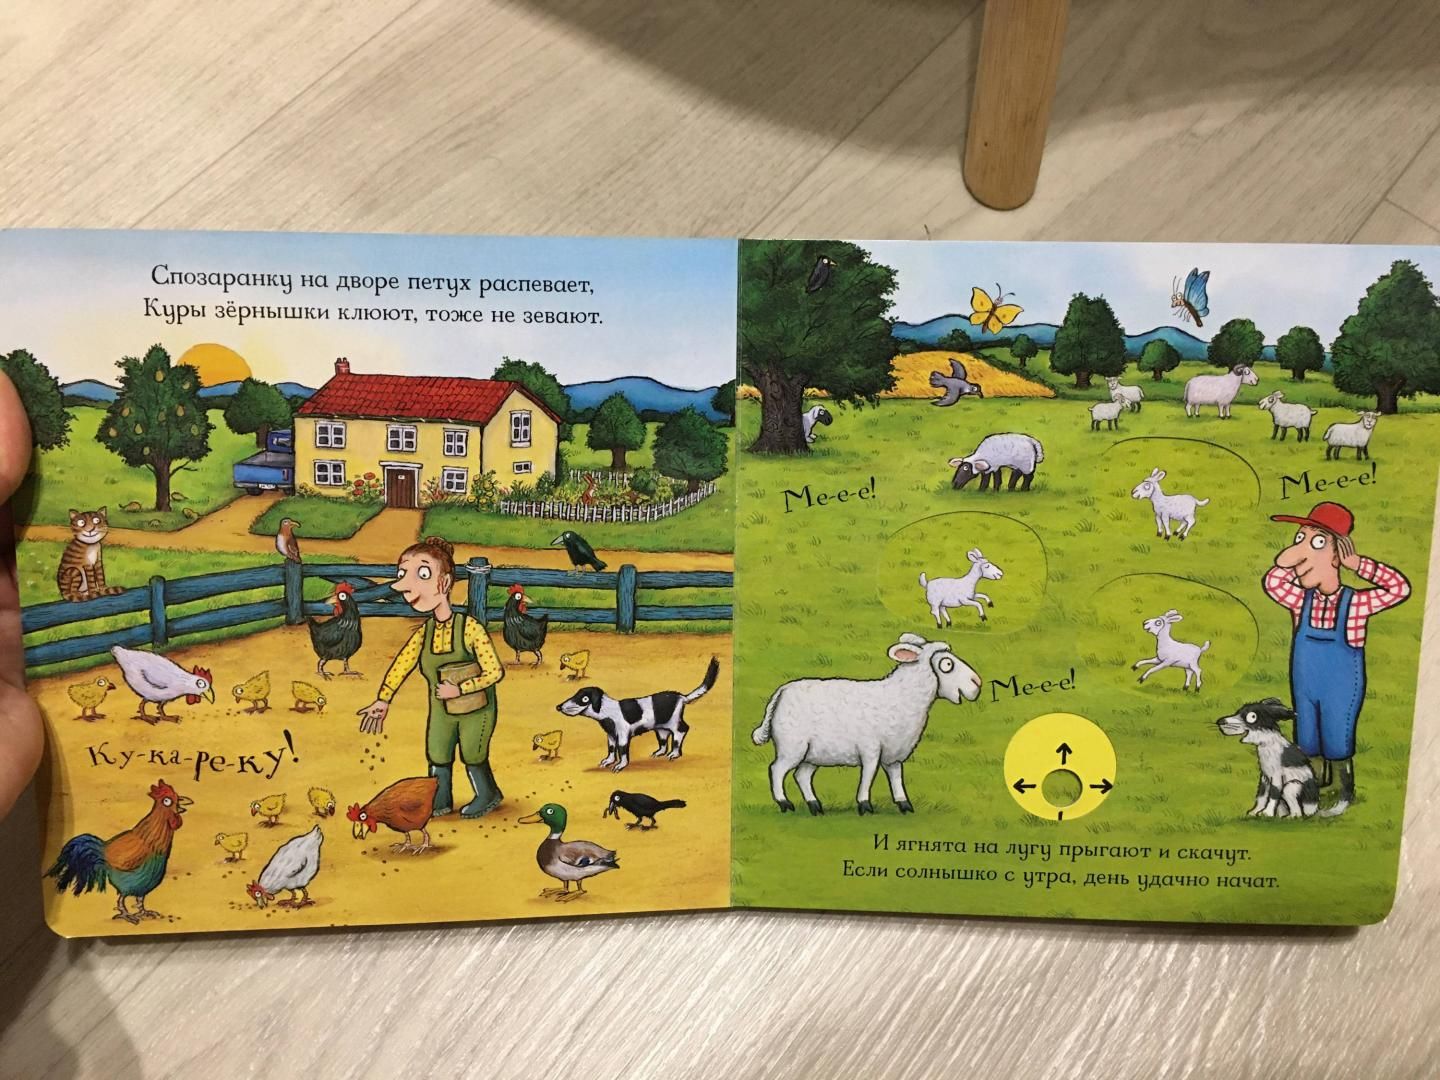 Спозаранку на дворе петух распевает,
Куры зёрнышки клюют, тоже не зевают.
Ку-ка-ре-ку!
Ме-е-е!
Ме-е-е!
Ме-е-е!
И ягнята на лугу прыгают и скачут.
Если солнышко с утра, день удачно начат.